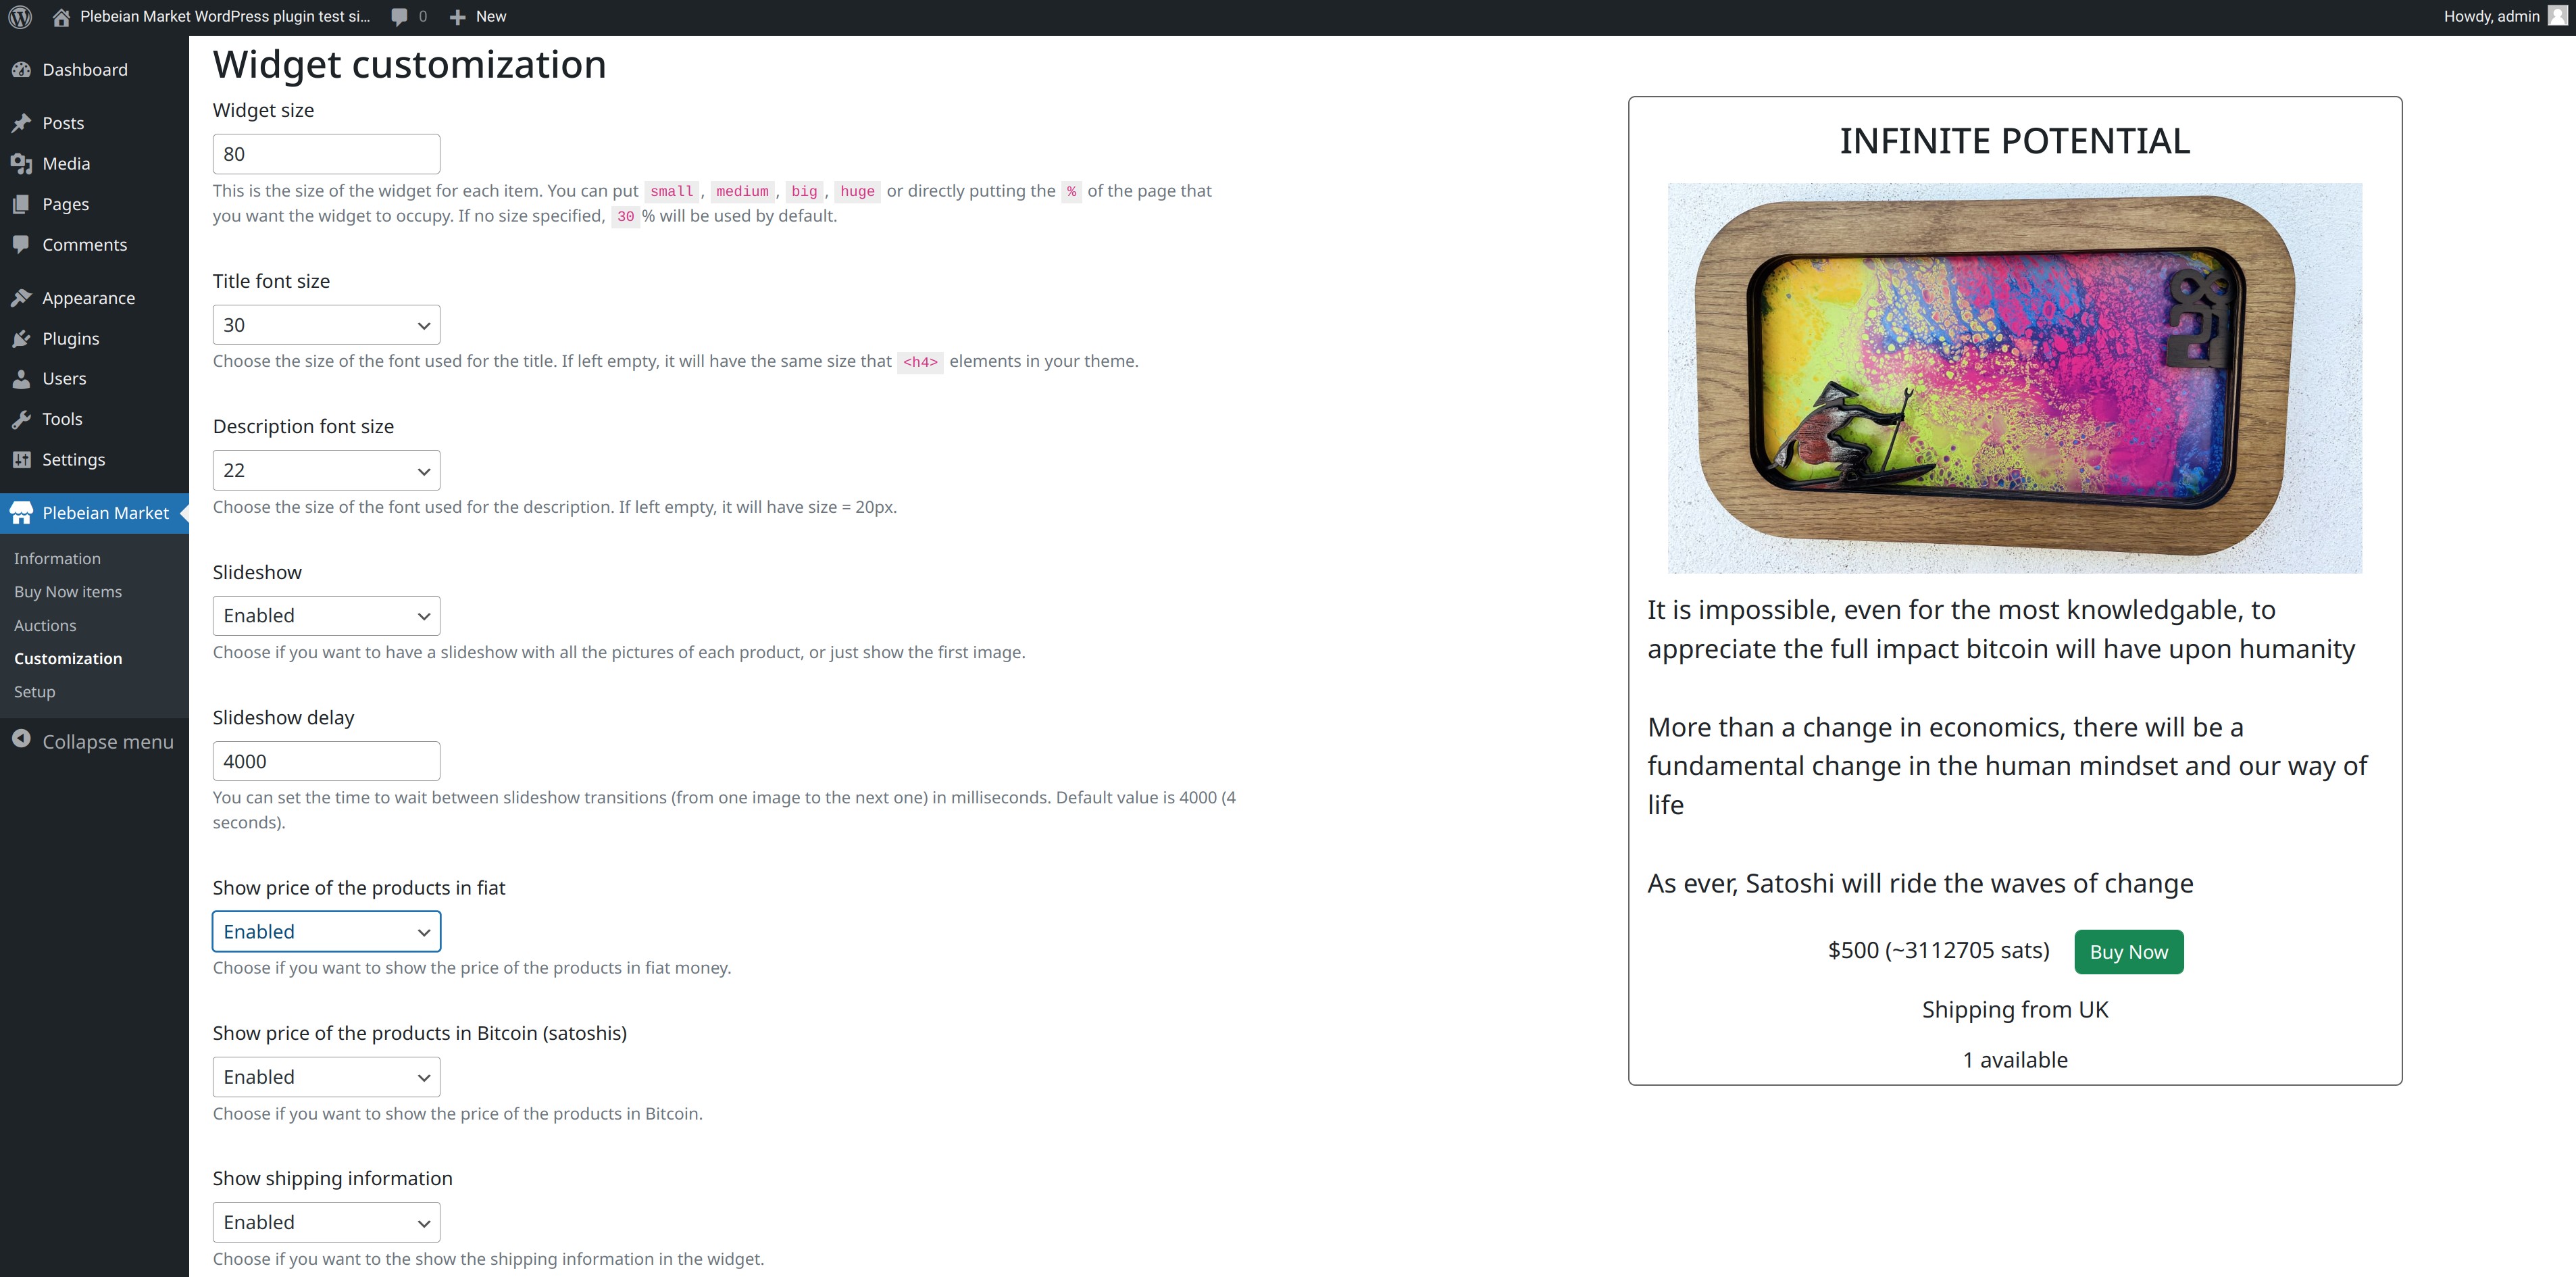 Plebeian Market WordPress plugin test si...
0
New
Howdy, admin
Dashboard
Posts
Media
Pages
Comments
Appearance
Plugins
Users
Tools
Settings
Plebeian Market
Information
Buy Now items
Auctions
Customization
Setup
Collapse menu
Widget customization
Widget size
80
This is the size of the widget for each item. You can put small, medium, big, huge or directly putting the % of the page that
you want the widget to occupy. If no size specified, 30 % will be used by default.
Title font size
30
Choose the size of the font used for the title. If left empty, it will have the same size that <h4> elements in your theme.
Description font size
22
Choose the size of the font used for the description. If left empty, it will have size = 20px.
Slideshow
Enabled
Choose if you want to have a slideshow with all the pictures of each product, or just show the first image.
Slideshow delay
4000
You can set the time to wait between slideshow transitions (from one image to the next one) in milliseconds. Default value is 4000 (4
seconds).
Show price of the products in fiat
Enabled
Choose if you want to show the price of the products in fiat money.
Show price of the products in Bitcoin (satoshis)
Enabled
Choose if you want to show the price of the products in Bitcoin.
Show shipping information
Enabled
Choose if you want to the show the shipping information in the widget.
INFINITE POTENTIAL
It is impossible, even for the most knowledgable, to
appreciate the full impact bitcoin will have upon humanity
More than a change in economics, there will be a
fundamental change in the human mindset and our way of
life
As ever, Satoshi will ride the waves of change
$500 (~3112705 sats)
Buy Now
Shipping from UK
1 available